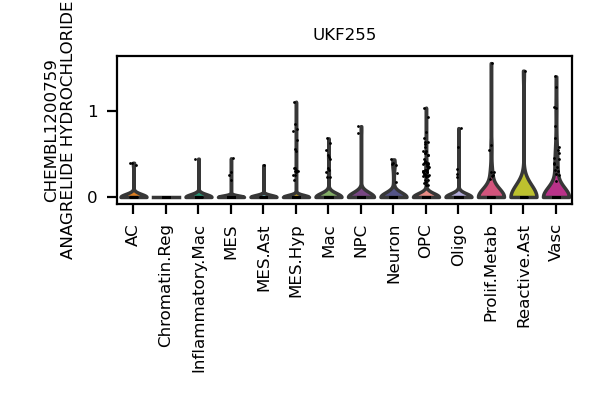 UKF255
CHEMBL1200759
ANAGRELIDE HYDROCHLORIDE
1
0
AC
Chromatin.Reg
Inflammatory.Mac
MES
MES.Ast
MES.Hyp
Mac
NPC
Neuron
OPC
Oligo
Prolif.Metab
Reactive.Ast
Vasc